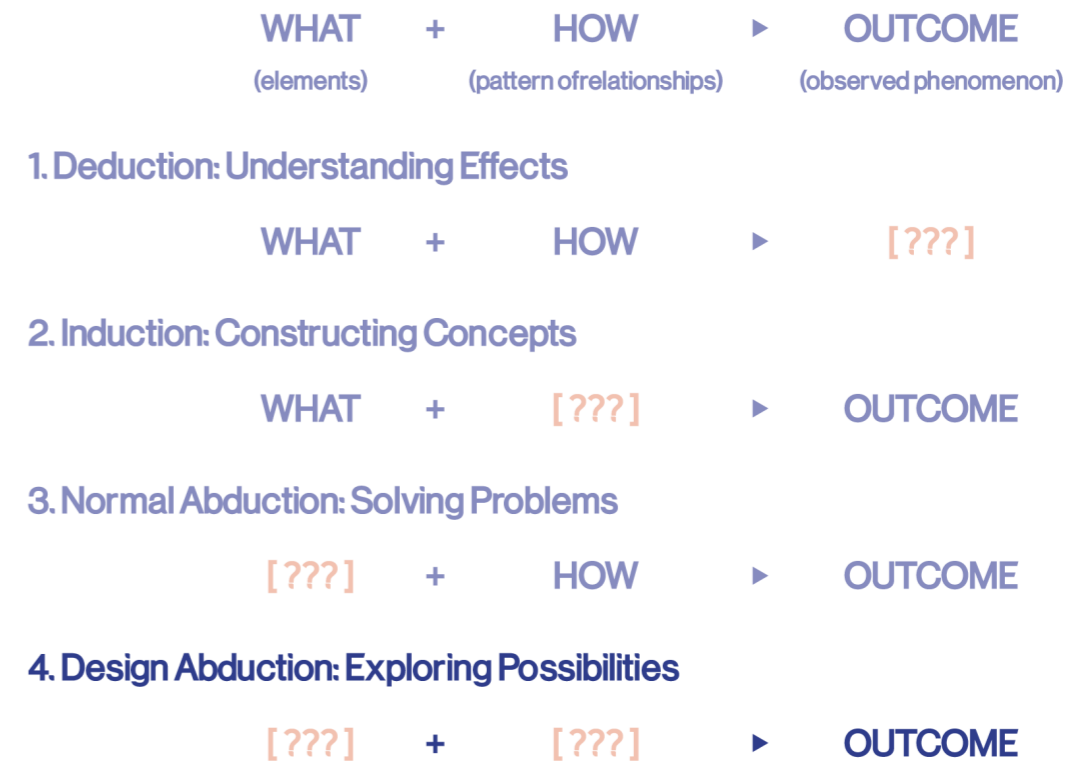 WHAT + HOW ▶ OUTCOME
(elements) (pattern ofrelationships) (observed phenomenon)
1. Deduction: Understanding Effects
WHAT + HOW ▶ [ ??? ]
2. Induction: Constructing Concepts
WHAT + [ ??? ] ▶ OUTCOME
3. Normal Abduction: Solving Problems
[ ??? ] + HOW ▶ OUTCOME
4. Design Abduction: Exploring Possibilities
[ ??? ] + [ ??? ] ▶ OUTCOME